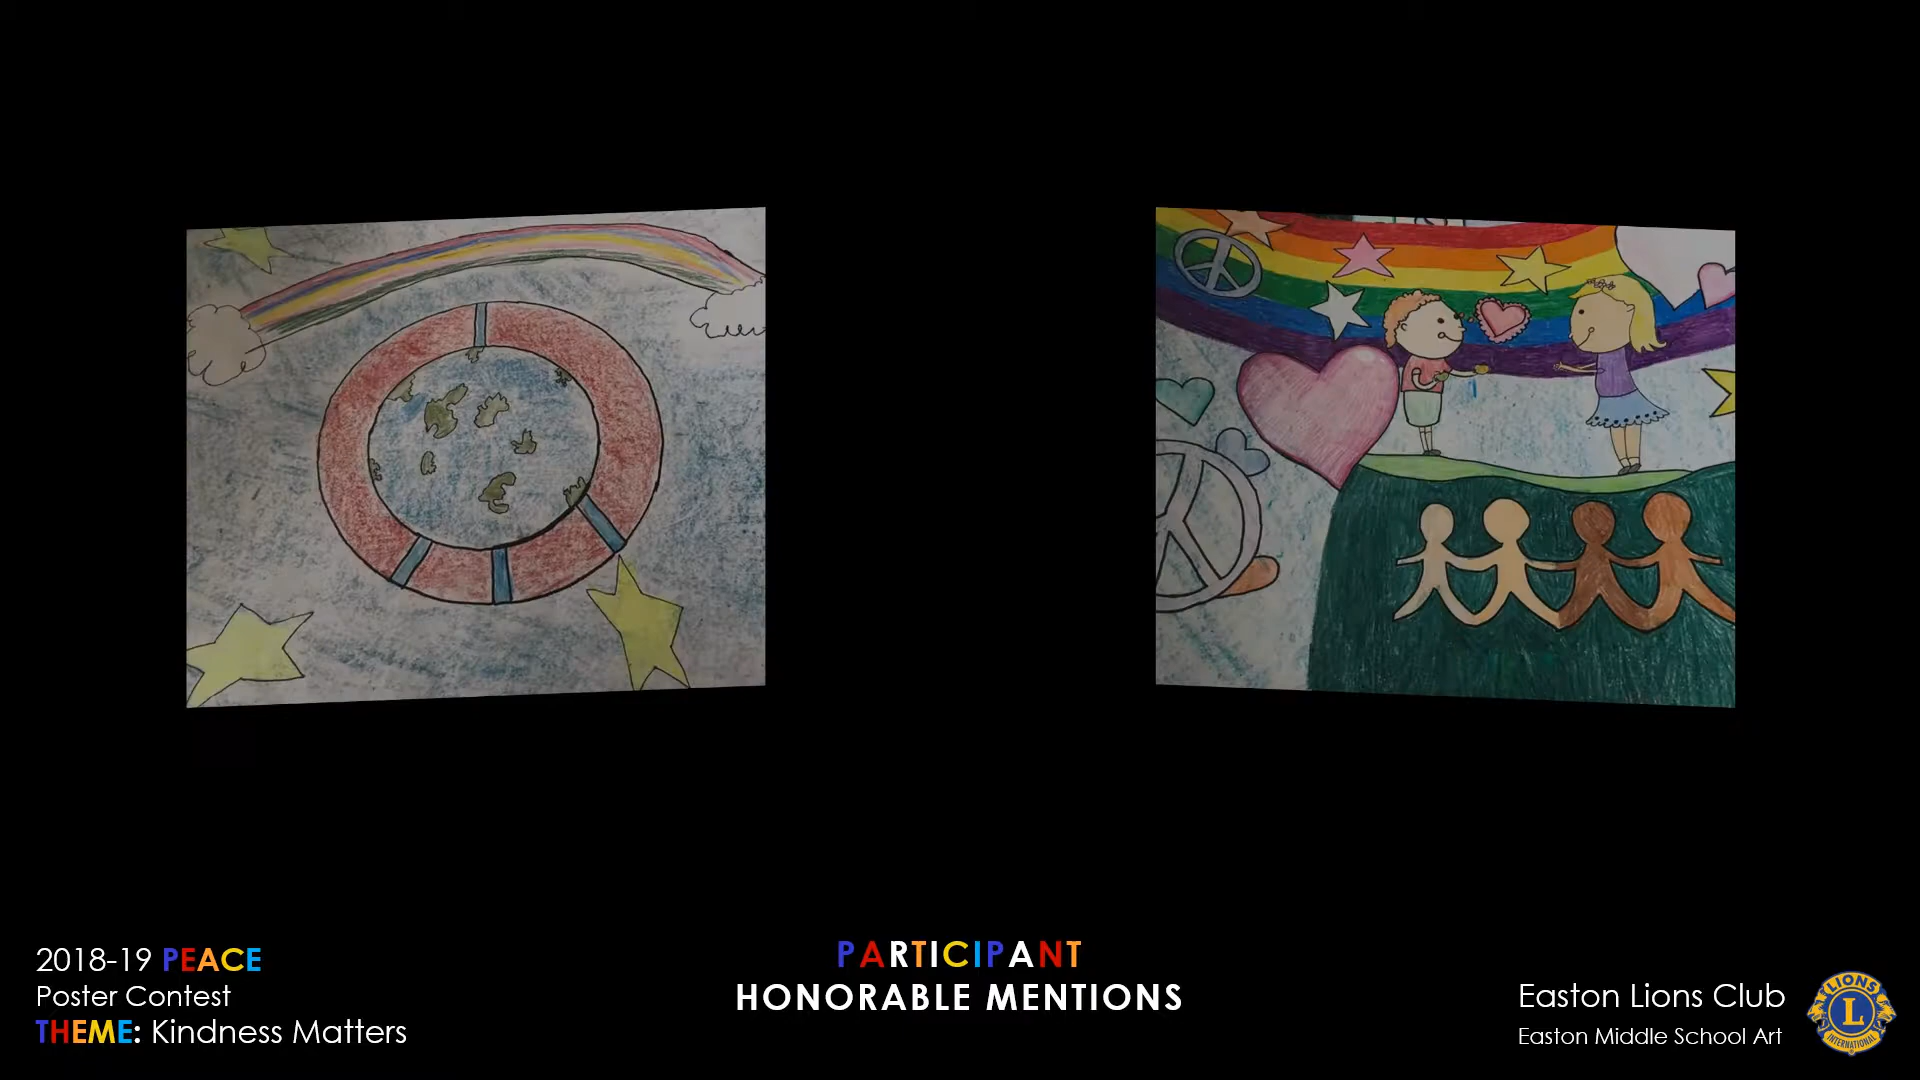 2018-19 PEACE
Poster Contest
THEME: Kindness Matters
PARTICIPANT
HONORABLE MENTIONS
Easton Lions Club
Easton Middle School Art
LIONS
L
INTERNATIONAL